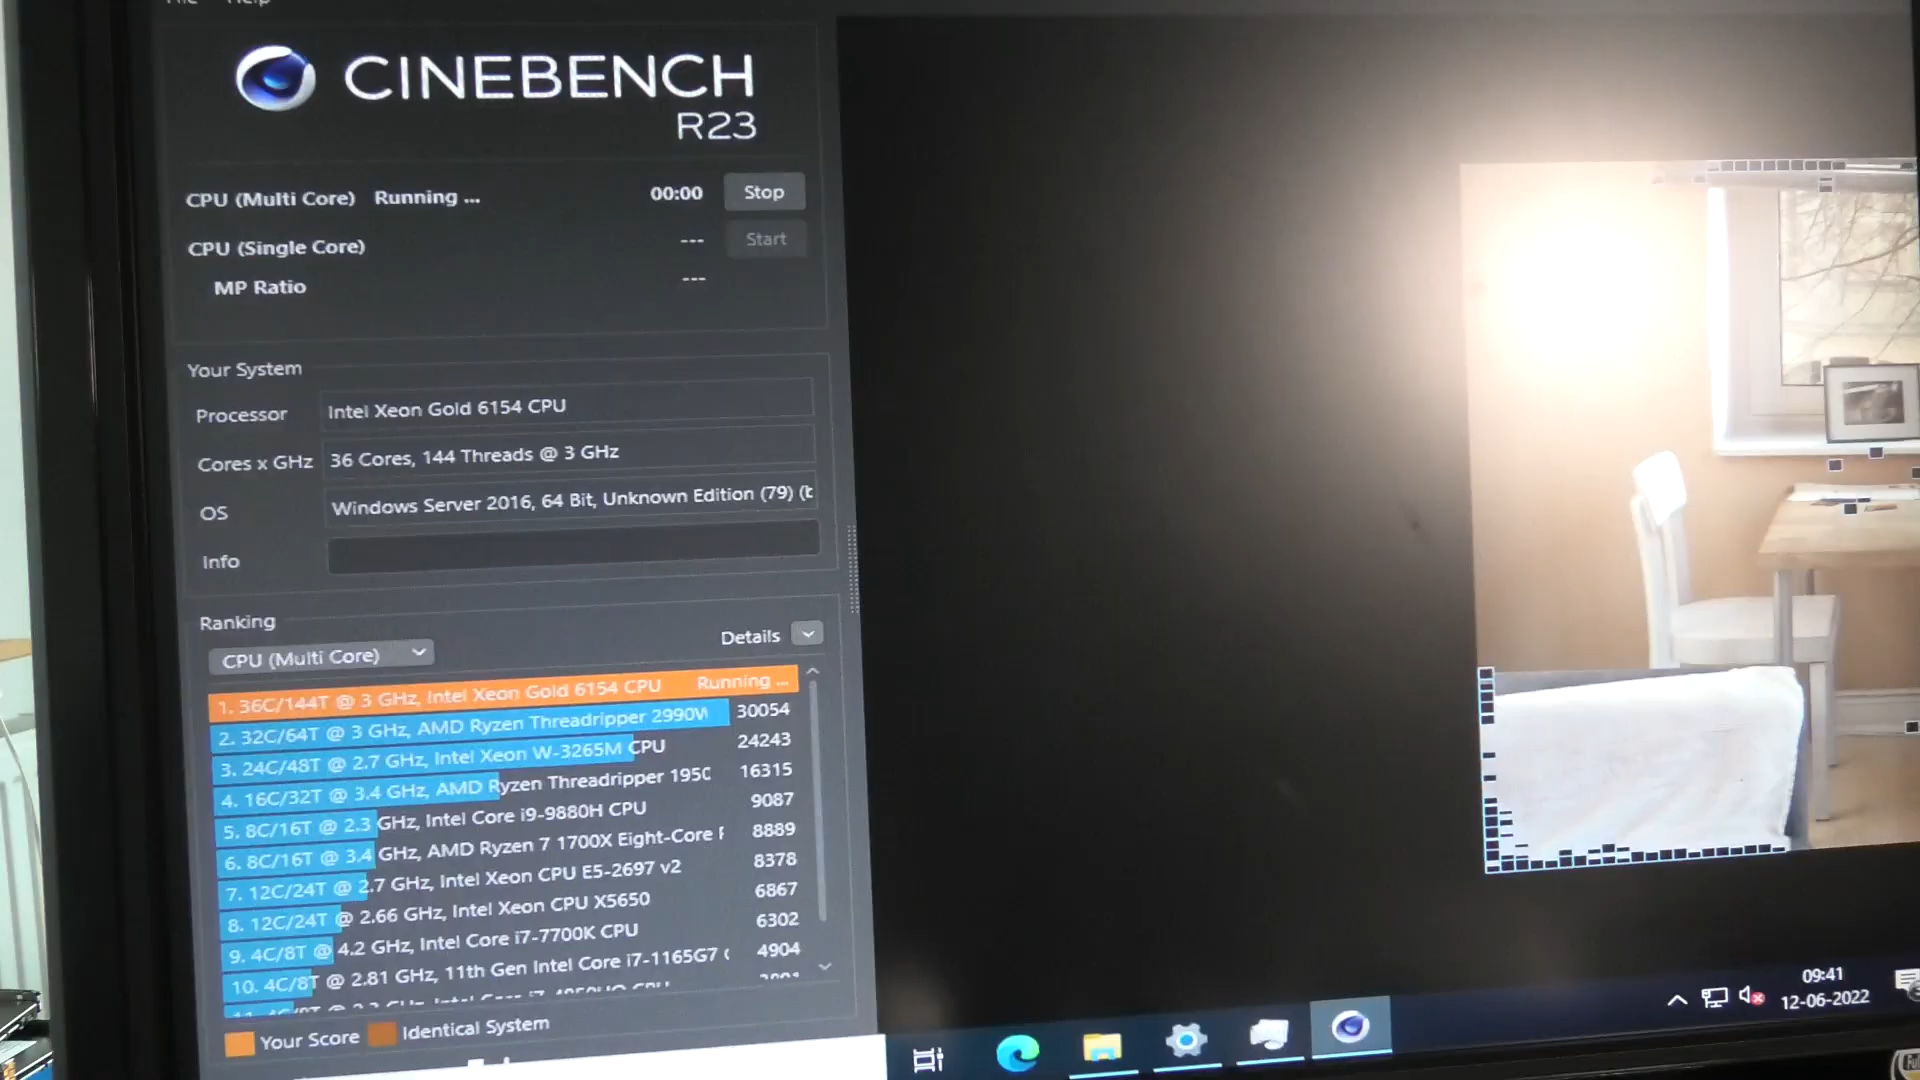 Help
CINEBENCH
R23
CPU (Multi Core) Running ... 00:00 Stop
CPU (Single Core) --- Start
MP Ratio ---
Your System
Processor Intel Xeon Gold 6154 CPU
Cores x GHz 36 Cores, 144 Threads @ 3 GHz
OS Windows Server 2016, 64 Bit, Unknown Edition (79) (b
Info
Ranking
CPU (Multi Core) Details
1. 36C/144T @ 3 GHz, Intel Xeon Gold 6154 CPU Running ...
2. 32C/64T @ 3 GHz, AMD Ryzen Threadripper 2990W 30054
3. 24C/48T @ 2.7 GHz, Intel Xeon W-3265M CPU 24243
4. 16C/32T @ 3.4 GHz, AMD Ryzen Threadripper 195 16315
5. 8C/16T @ 2.3 GHz, Intel Core i9-9880H CPU 9087
6. 8C/16T @ 3.4 GHz, AMD Ryzen 7 1700X Eight-Core 8889
7. 12C/24T @ 2.7 GHz, Intel Xeon CPU E5-2697 v2 8378
8. 12C/24T @ 2.66 GHz, Intel Xeon CPU X5650 6867
9. 4C/8T @ 4.2 GHz, Intel Core i7-7700K CPU 6302
10. 4C/8T @ 2.81 GHz, 11th Gen Intel Core i7-1165G7 4904
Your Score Identical System
09:41
12-06-2022